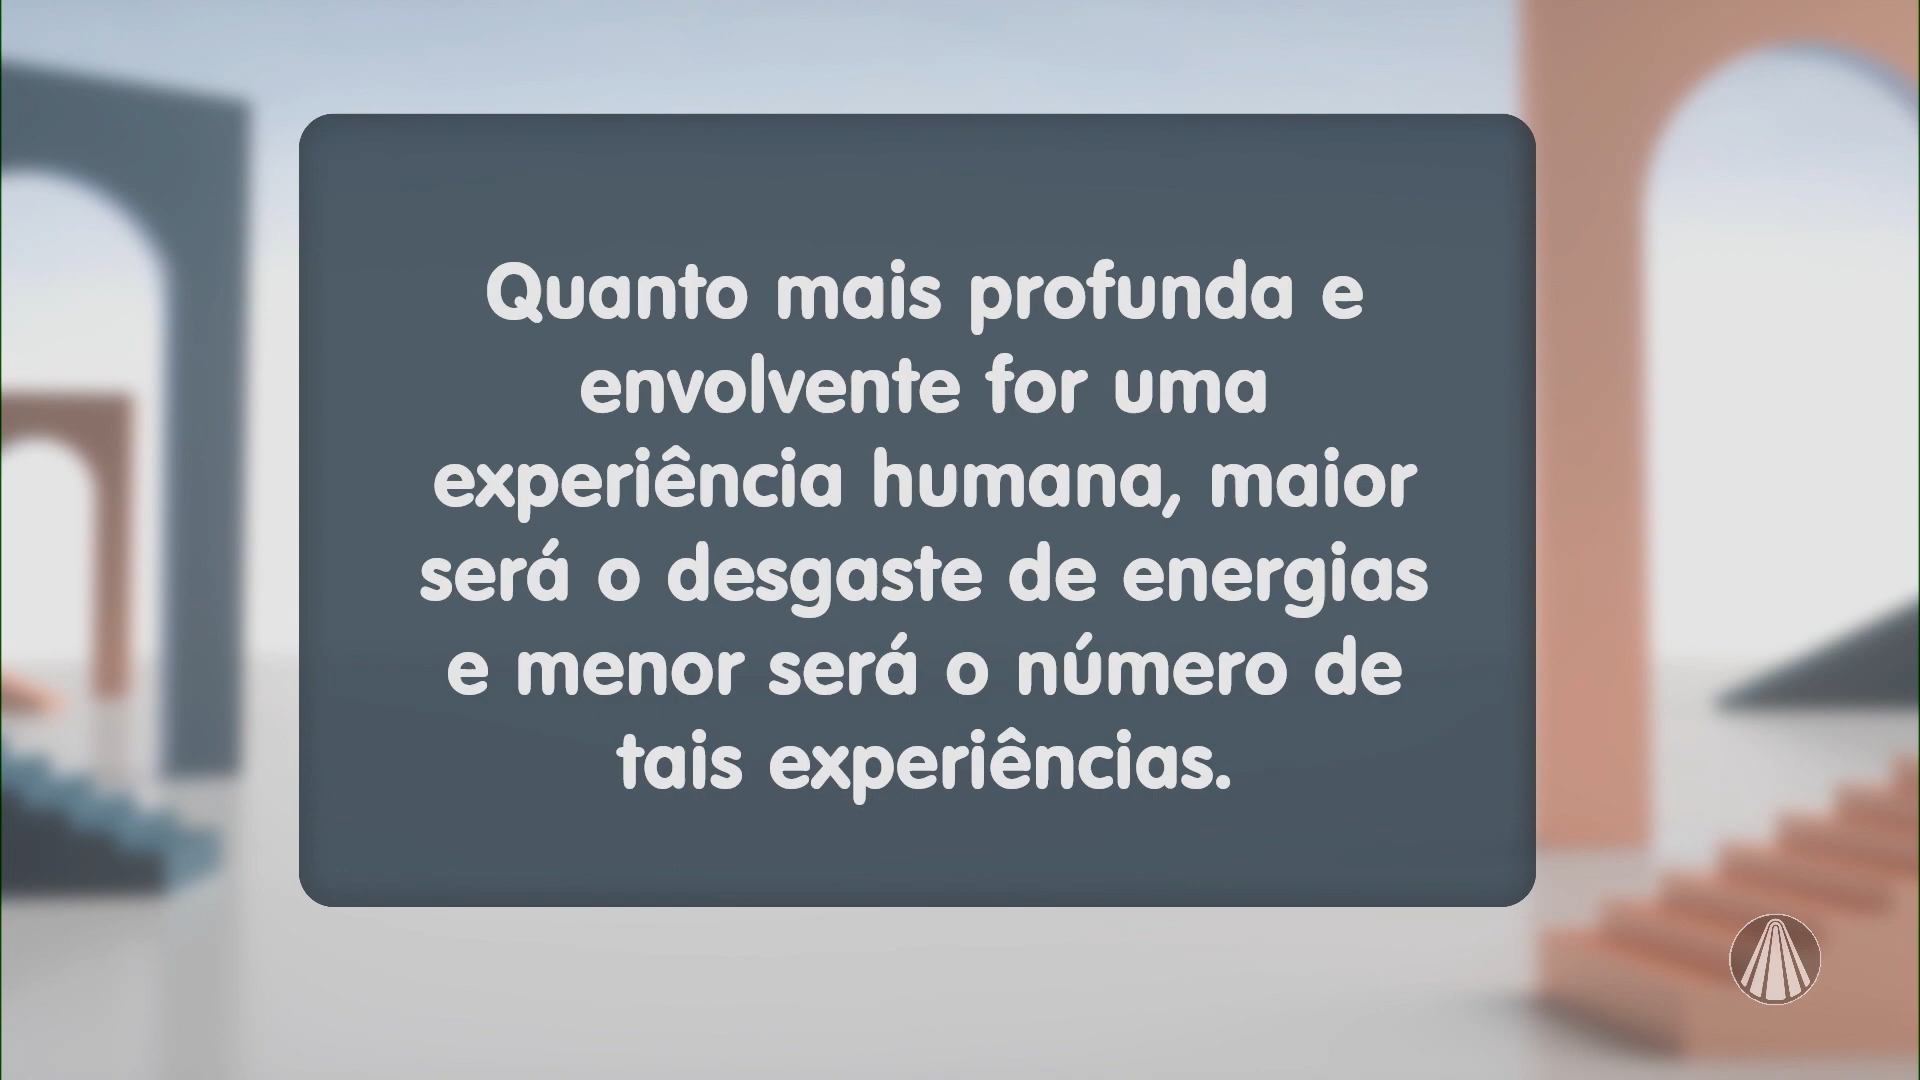 Quanto mais profunda e
envolvente for uma
experiência humana, maior
será o desgaste de energias
e menor será o número de
tais experiências.